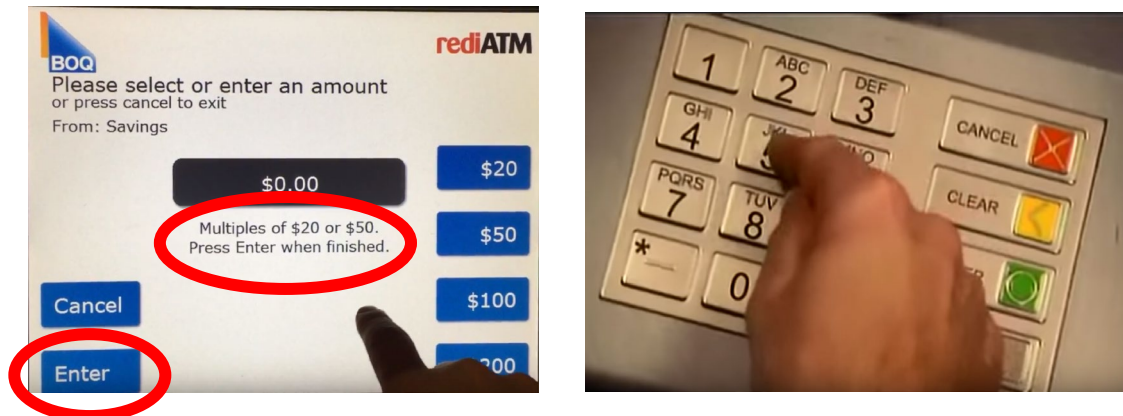 BOQ
rediATM
Please select or enter an amount
or press cancel to exit
From: Savings
$0.00
Multiples of $20 or $50.
Press Enter when finished.
$20
$50
$100
Cancel
Enter
1
ABC
2
DEF
3
CANCEL
GHI
4
PQRS
7
TUV
8
CLEAR
*
0